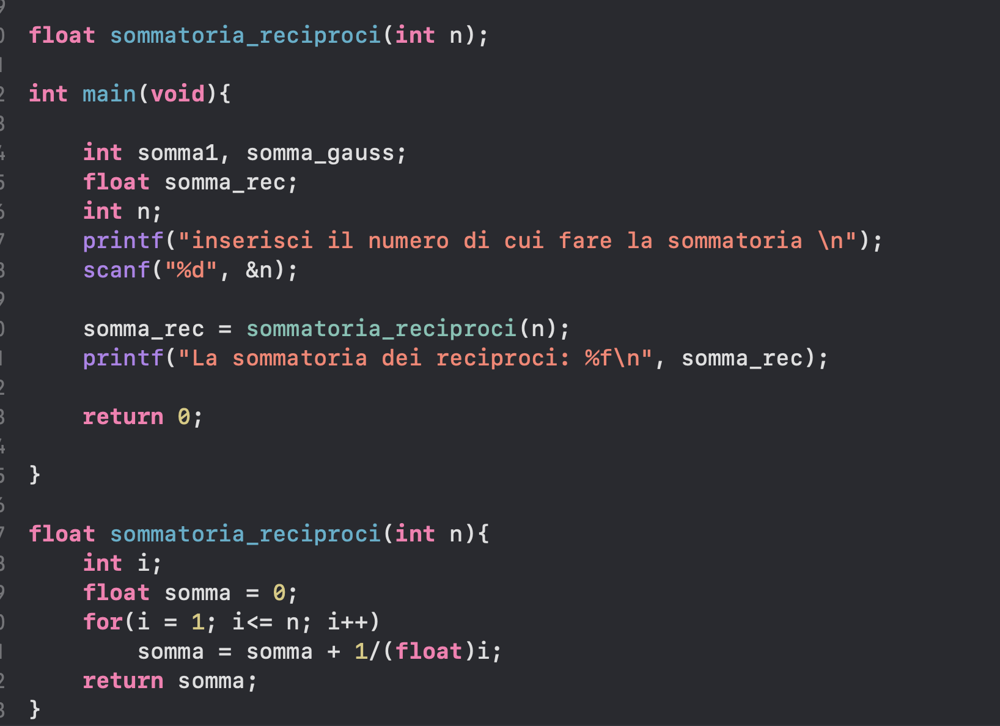 float sommatoria_reciproci(int n);
int main(void){
int somma1, somma_gauss;
float somma_rec;
int n;
printf("inserisci il numero di cui fare la sommatoria \n");
scanf("%d", &n);
somma_rec = sommatoria_reciproci(n);
printf("La sommatoria dei reciproci: %f\n", somma_rec);
return 0;
}
float sommatoria_reciproci(int n){
int i;
float somma = 0;
for(i = 1; i<= n; i++)
somma = somma + 1/(float)i;
return somma;
}